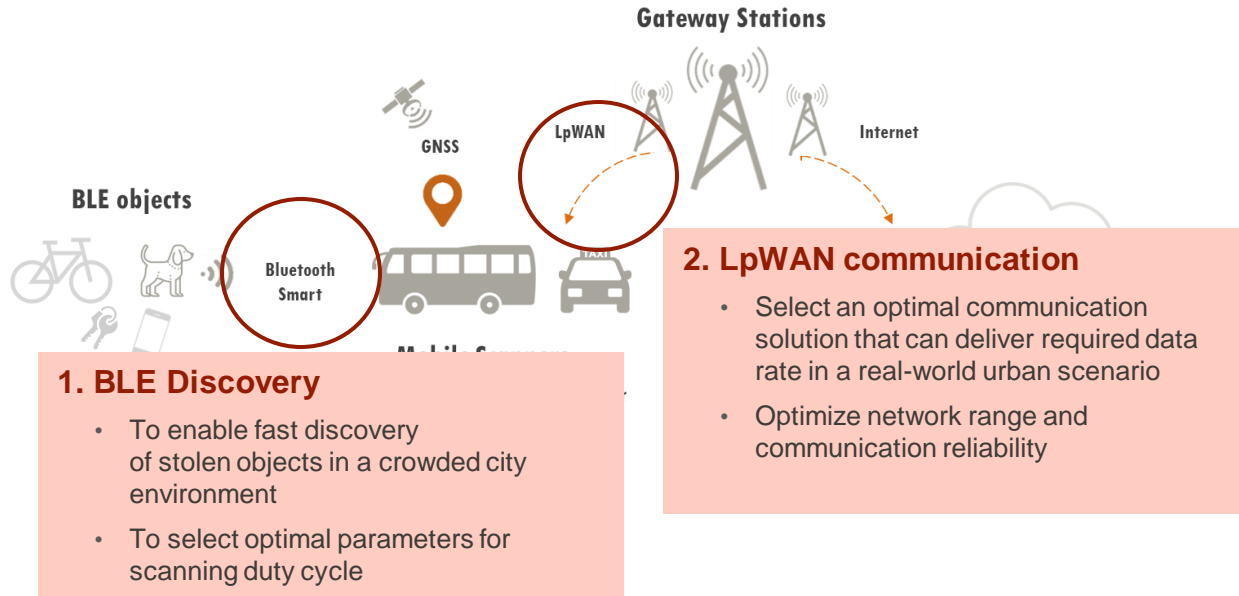 Gateway Stations
LpWAN
Internet
GNSS
BLE objects
Bluetooth
Smart
TAXI
2. LpWAN communication
• Select an optimal communication
solution that can deliver required data
rate in a real-world urban scenario
• Optimize network range and
communication reliability
Mobile Scanners
1. BLE Discovery
• To enable fast discovery
of stolen objects in a crowded city
environment
• To select optimal parameters for
scanning duty cycle